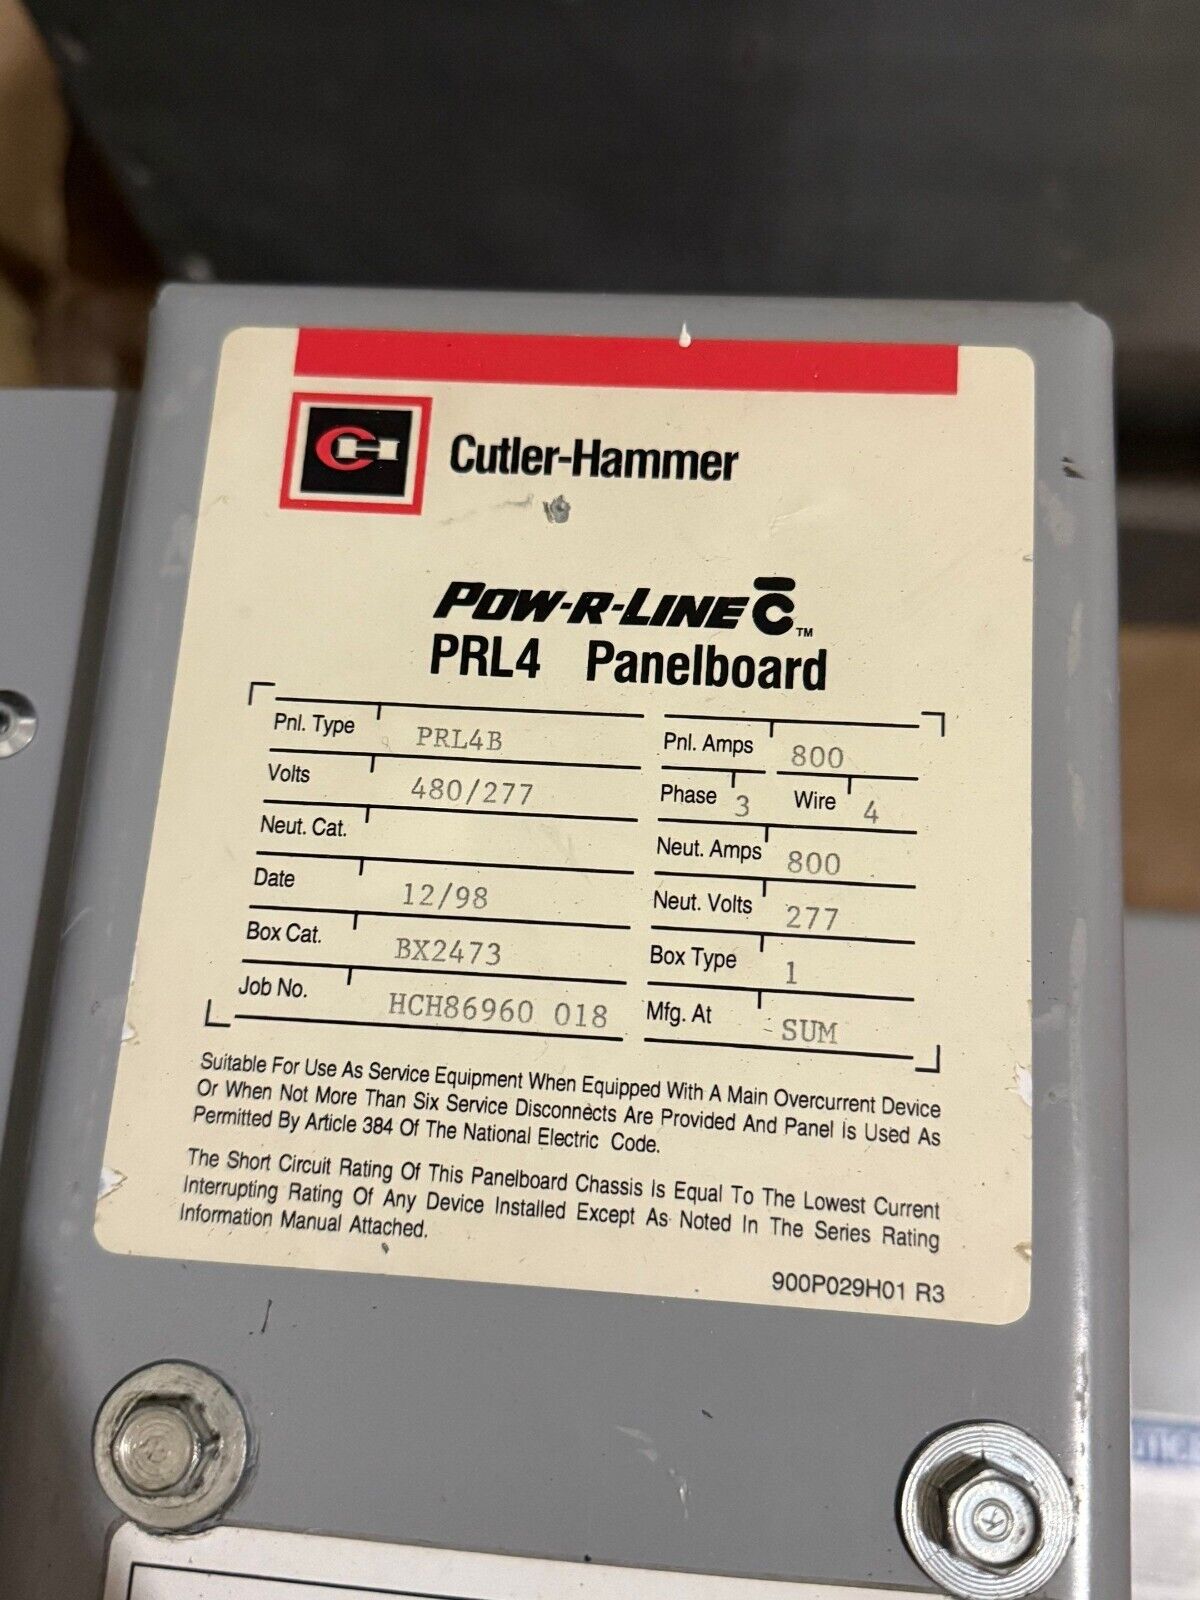 CH Cutler-Hammer
POW-R-LINE C™
PRL4 Panelboard
Pnl. Type PRL4B Pnl. Amps 800
Volts 480/277 Phase 3 Wire 4
Neut. Cat. Neut. Amps 800
Date 12/98 Neut. Volts 277
Box Cat. BX2473 Box Type 1
Job No. HCH86960 018 Mfg. At SUM
Suitable For Use As Service Equipment When Equipped With A Main Overcurrent Device
Or When Not More Than Six Service Disconnects Are Provided And Panel Is Used As
Permitted By Article 384 Of The National Electric Code.
The Short Circuit Rating Of This Panelboard Chassis Is Equal To The Lowest Current
Interrupting Rating Of Any Device Installed Except As Noted In The Series Rating
Information Manual Attached.
900P029H01 R3